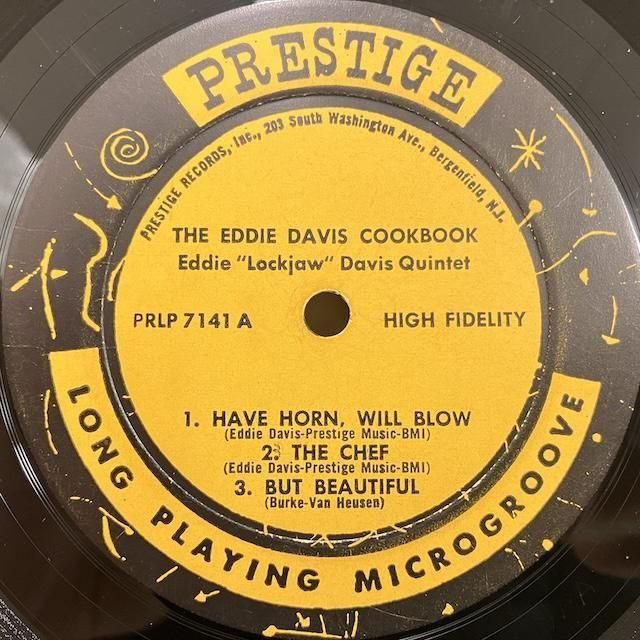 PRESTIGE
PRESTIGE RECORDS, Inc., 203 South Washington Ave., Bergenfield, N.J.
THE EDDIE DAVIS COOKBOOK
Eddie "Lockjaw" Davis Quintet
PRLP 7141 A HIGH FIDELITY
1. HAVE HORN, WILL BLOW
(Eddie Davis-Prestige Music-BMI)
2. THE CHEF
(Eddie Davis-Prestige Music-BMI)
3. BUT BEAUTIFUL
(Burke-Van Heusen)
LONG PLAYING MICROGROOVE